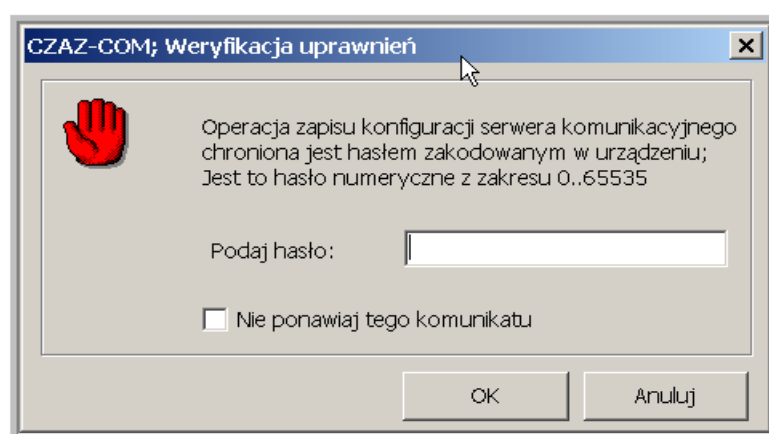 CZAZ-COM; Weryfikacja uprawnień
Operacja zapisu konfiguracji serwera komunikacyjnego
chroniona jest hasłem zakodowanym w urządzeniu;
Jest to hasło numeryczne z zakresu 0..65535
Podaj hasło:
Nie ponawiaj tego komunikatu
OK
Anuluj